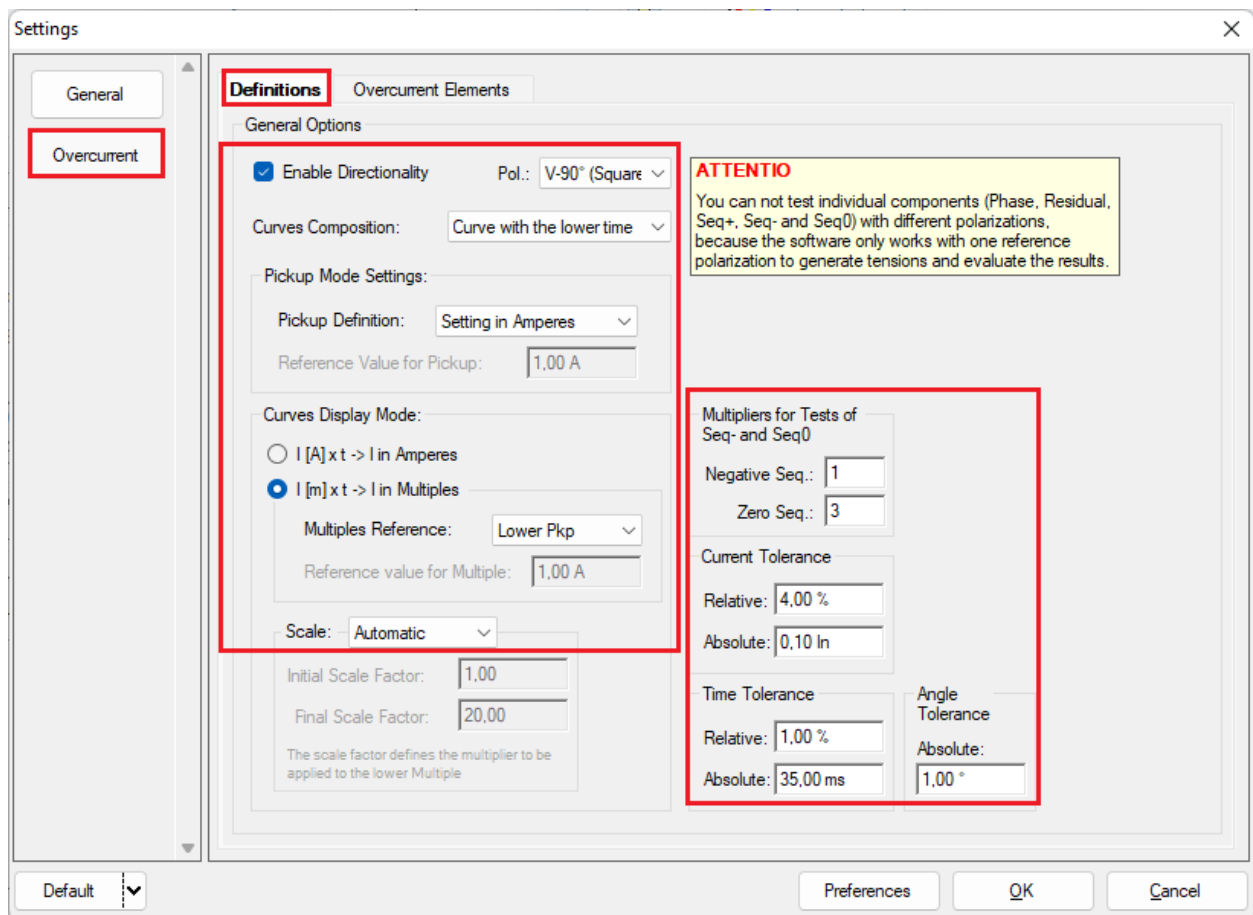 Settings
General
Overcurrent
Definitions
Overcurrent Elements
General Options
Enable Directionality
Pol.:
V-90° (Square
Curves Composition:
Curve with the lower time
Pickup Mode Settings:
Pickup Definition:
Setting in Amperes
Reference Value for Pickup:
1,00 A
Curves Display Mode:
I [A] x t -> I in Amperes
I [m] x t -> I in Multiples
Multiples Reference:
Lower Pkp
Reference value for Multiple:
1,00 A
Scale:
Automatic
Initial Scale Factor:
1,00
Final Scale Factor:
20,00
The scale factor defines the multiplier to be
applied to the lower Multiple
ATTENTIO
You can not test individual components (Phase, Residual,
Seq+, Seq- and Seq0) with different polarizations,
because the software only works with one reference
polarization to generate tensions and evaluate the results.
Multipliers for Tests of
Seq- and Seq0
Negative Seq.:
1
Zero Seq.:
3
Current Tolerance
Relative:
4,00 %
Absolute:
0,10 In
Time Tolerance
Relative:
1,00 %
Absolute:
35,00 ms
Angle
Tolerance
Absolute:
1,00 °
Default
Preferences
OK
Cancel